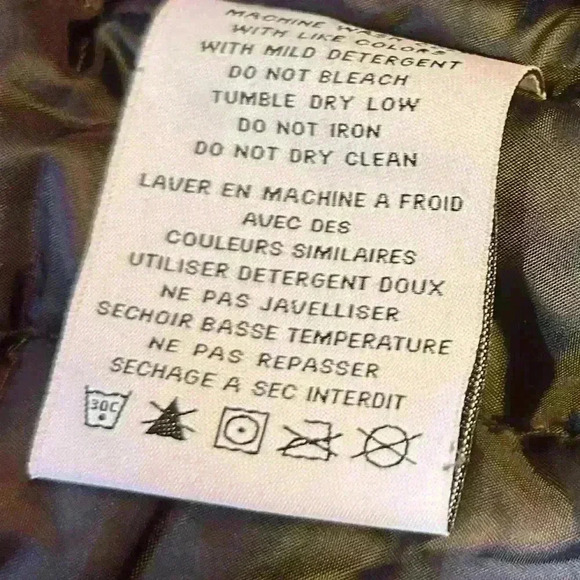 MACHINE WASH
WITH LIKE COLORS
WITH MILD DETERGENT
DO NOT BLEACH
TUMBLE DRY LOW
DO NOT IRON
DO NOT DRY CLEAN
LAVER EN MACHINE A FROID
AVEC DES
COULEURS SIMILAIRES
UTILISER DETERGENT DOUX
NE PAS JAVELLISER
SECHOIR BASSE TEMPERATURE
NE PAS REPASSER
SECHAGE A SEC INTERDIT
30C